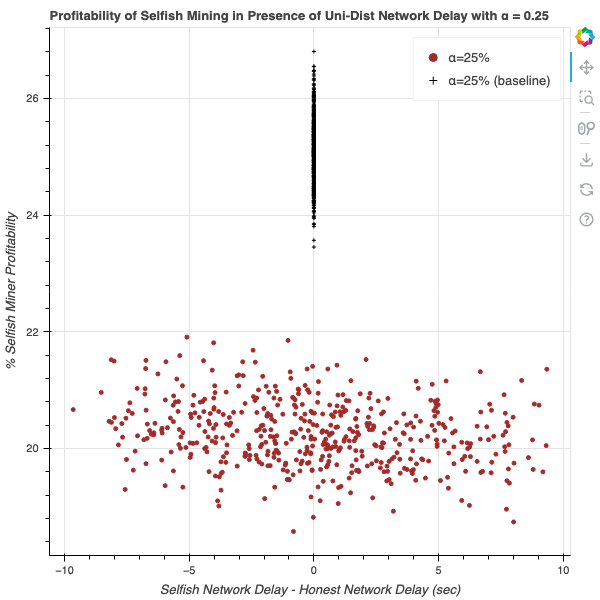 Profitability of Selfish Mining in Presence of Uni-Dist Network Delay with α = 0.25
α=25%
α=25% (baseline)
% Selfish Miner Profitability
26
24
22
20
−10
−5
0
5
10
Selfish Network Delay - Honest Network Delay (sec)